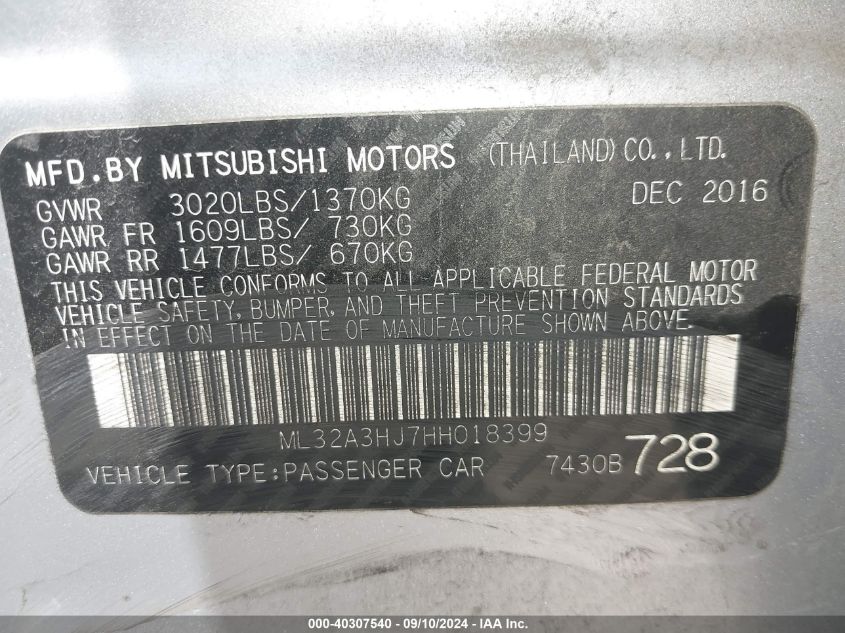 MFD.BY MITSUBISHI MOTORS (THAILAND) CO.,LTD.
GVWR 3020LBS/1370KG DEC 2016
GAWR FR 1609LBS/ 730KG
GAWR RR 1477LBS/ 670KG
THIS VEHICLE CONFORMS TO ALL APPLICABLE FEDERAL MOTOR
VEHICLE SAFETY, BUMPER, AND THEFT PREVENTION STANDARDS
IN EFFECT ON THE DATE OF MANUFACTURE SHOWN ABOVE.
ML32A3HJ7HH018399
VEHICLE TYPE:PASSENGER CAR 7430B 728
000-40307540 - 09/10/2024 - IAA Inc.